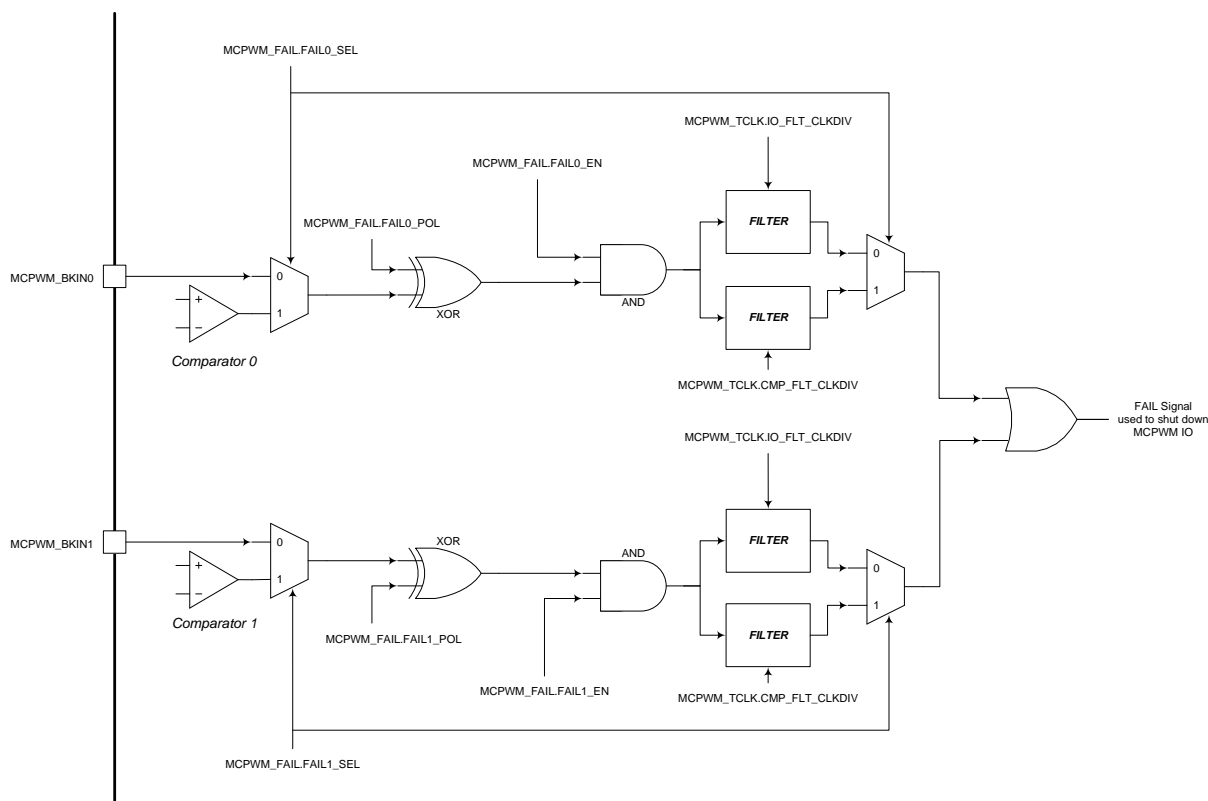 MCPWM_FAIL.FAIL0_SEL
MCPWM_TCLK.IO_FLT_CLKDIV
MCPWM_FAIL.FAIL0_EN
MCPWM_FAIL.FAIL0_POL
FILTER
MCPWM_BKIN0
0
1
+
−
Comparator 0
XOR
AND
0
1
FILTER
MCPWM_TCLK.CMP_FLT_CLKDIV
FAIL Signal
used to shut down
MCPWM IO
MCPWM_TCLK.IO_FLT_CLKDIV
MCPWM_BKIN1
0
1
+
−
Comparator 1
XOR
AND
FILTER
0
1
FILTER
MCPWM_FAIL.FAIL1_POL
MCPWM_FAIL.FAIL1_EN
MCPWM_TCLK.CMP_FLT_CLKDIV
MCPWM_FAIL.FAIL1_SEL